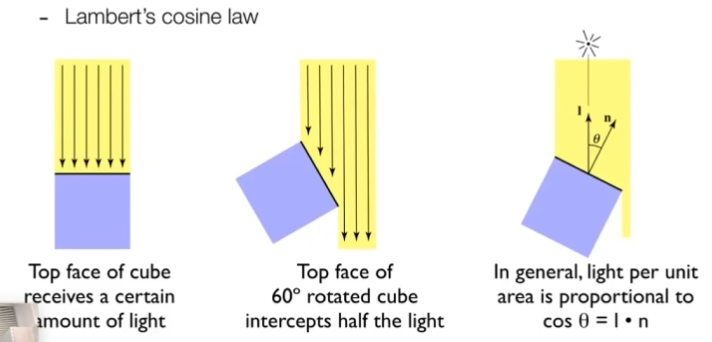 - Lambert's cosine law
l
n
θ
Top face of cube
receives a certain
amount of light
Top face of
60° rotated cube
intercepts half the light
In general, light per unit
area is proportional to
cos θ = l • n